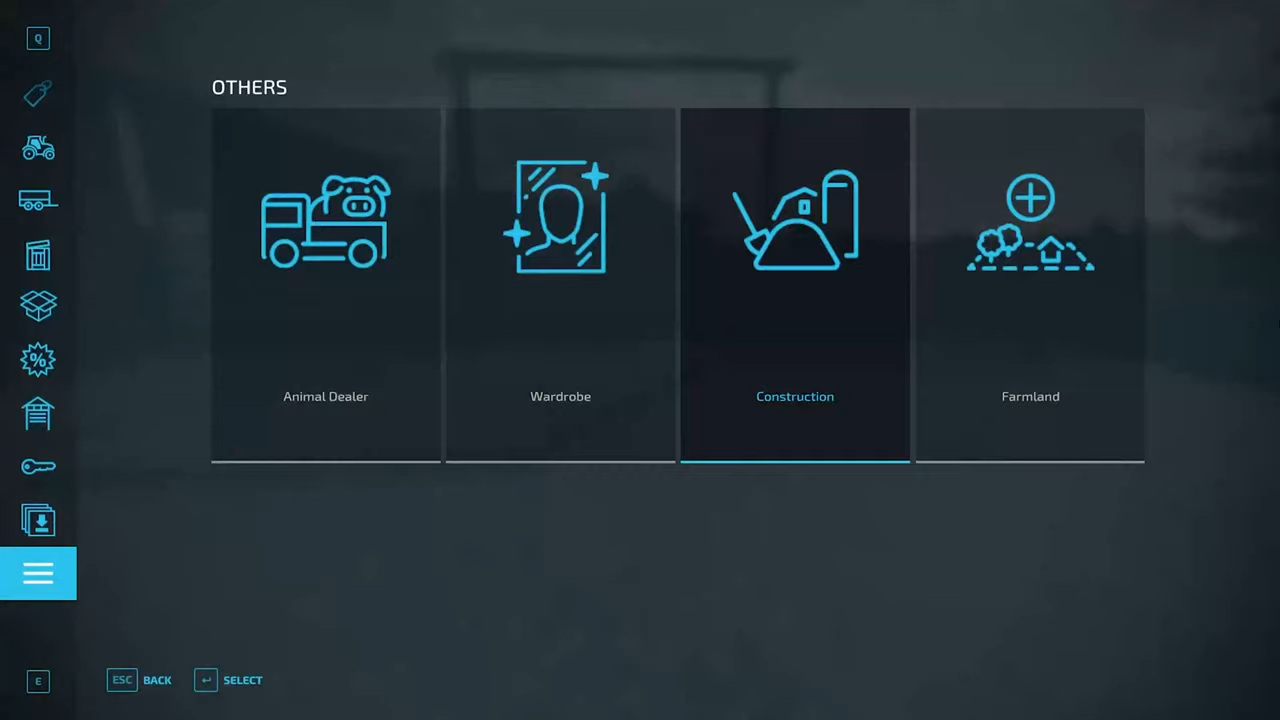 Q
OTHERS
Animal Dealer
Wardrobe
Construction
Farmland
%
E
ESC BACK ↵ SELECT